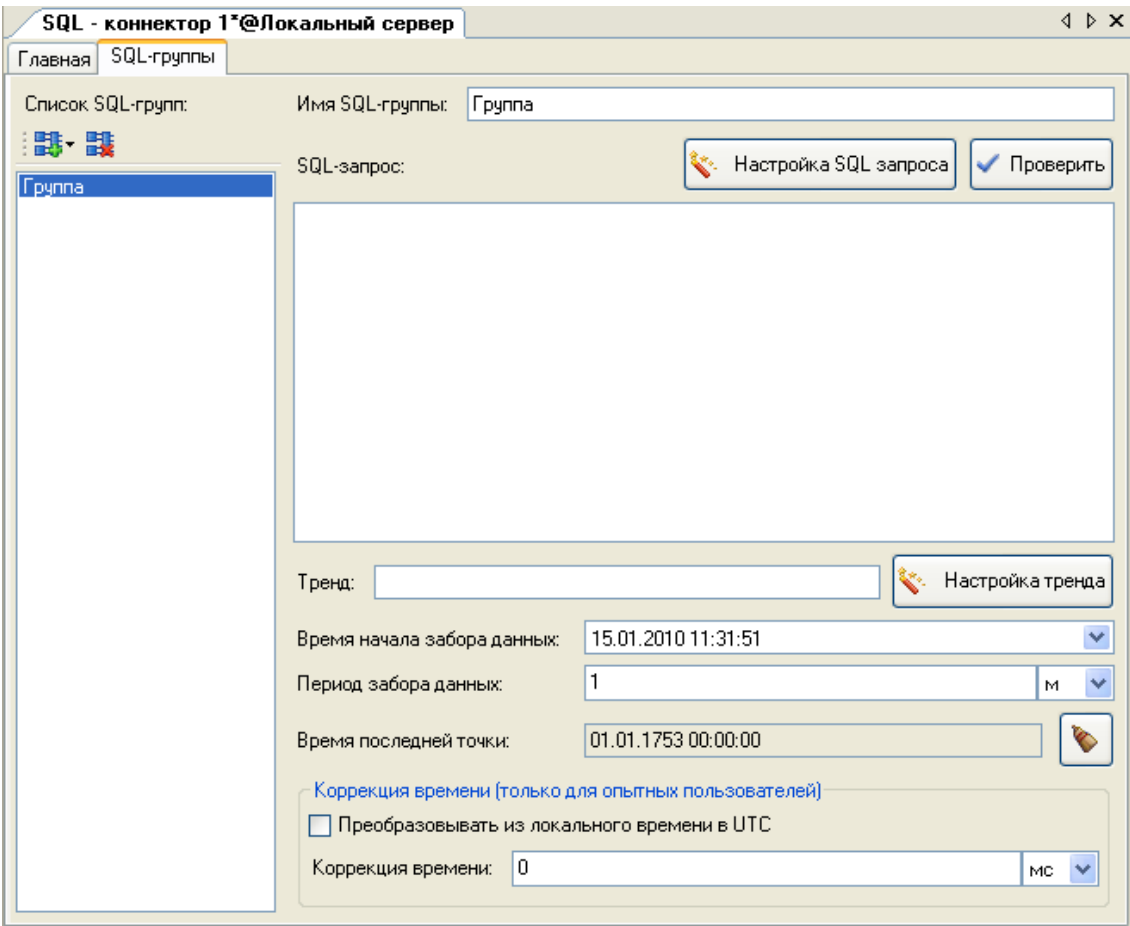 SQL - коннектор 1*@Локальный сервер
Главная SQL-группы
Список SQL-групп:
Имя SQL-группы: Группа
SQL-запрос: Настройка SQL запроса Проверить
Группа
Тренд: Настройка тренда
Время начала забора данных: 15.01.2010 11:31:51
Период забора данных: 1 м
Время последней точки: 01.01.1753 00:00:00
Коррекция времени (только для опытных пользователей)
Преобразовывать из локального времени в UTC
Коррекция времени: 0 мс